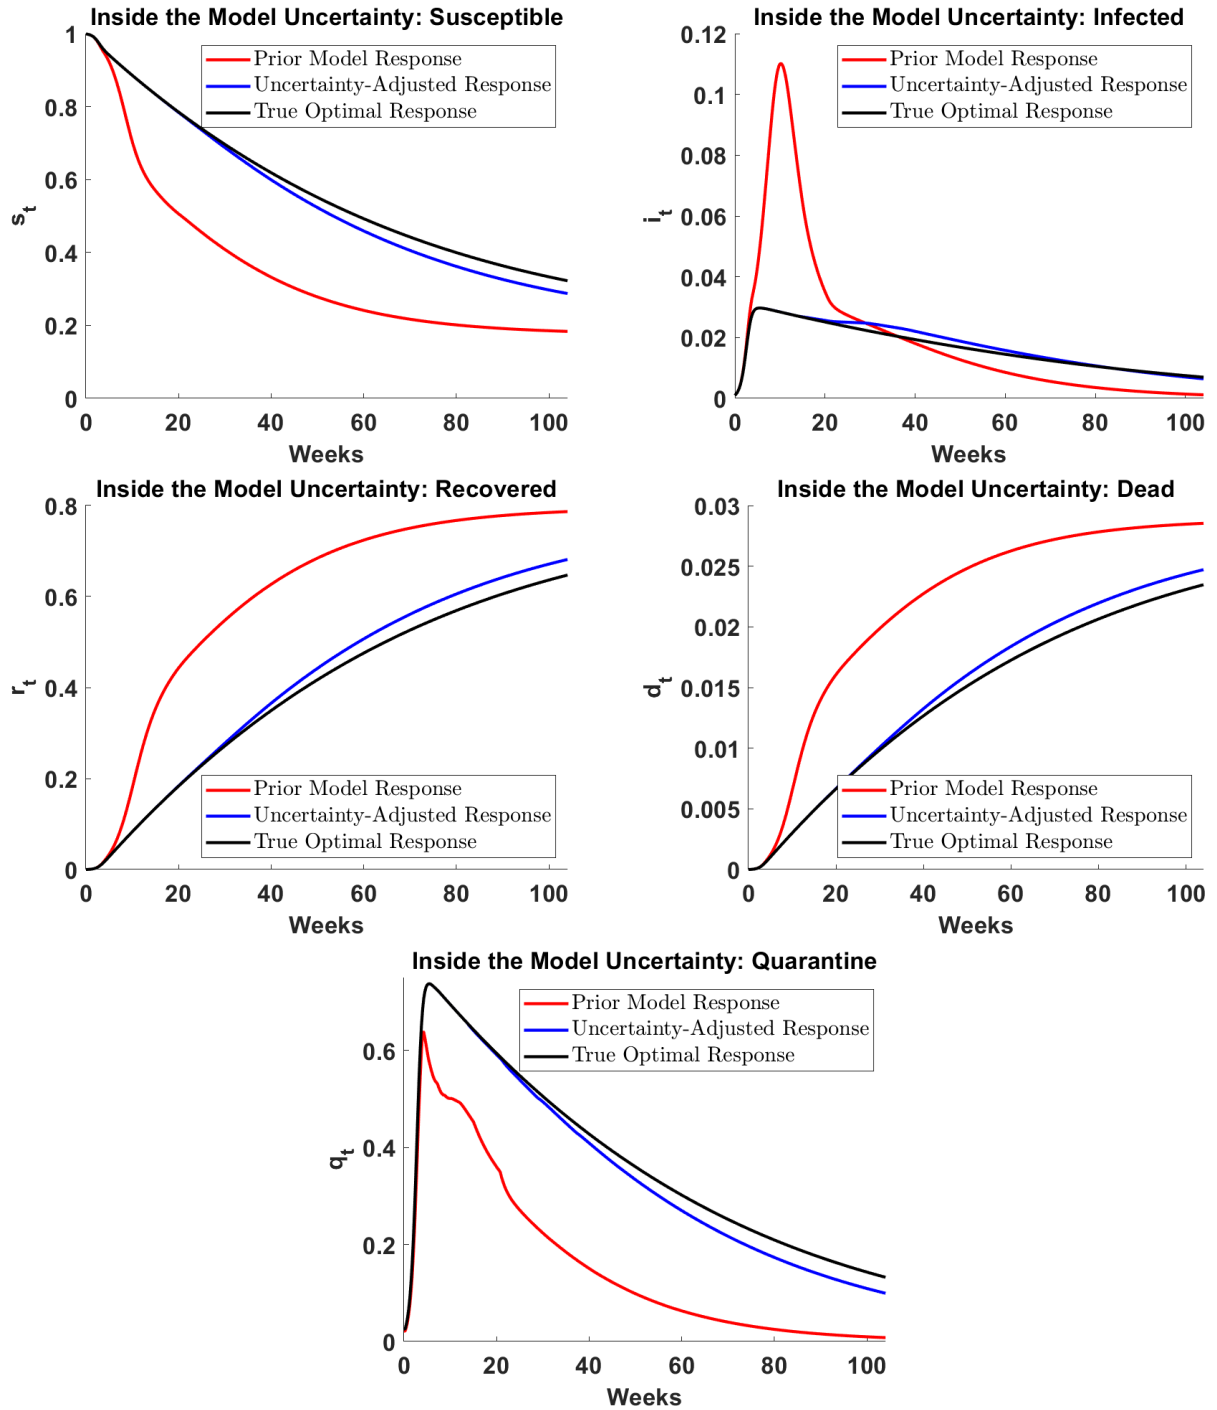 Inside the Model Uncertainty: Susceptible
1
0.8
0.6
0.4
0.2
0
s_t
Prior Model Response
Uncertainty-Adjusted Response
True Optimal Response
0 20 40 60 80 100
Weeks
Inside the Model Uncertainty: Infected
0.12
0.1
0.08
0.06
0.04
0.02
0
i_t
Prior Model Response
Uncertainty-Adjusted Response
True Optimal Response
0 20 40 60 80 100
Weeks
Inside the Model Uncertainty: Recovered
0.8
0.6
0.4
0.2
0
r_t
Prior Model Response
Uncertainty-Adjusted Response
True Optimal Response
0 20 40 60 80 100
Weeks
Inside the Model Uncertainty: Dead
0.03
0.025
0.02
0.015
0.01
0.005
0
d_t
Prior Model Response
Uncertainty-Adjusted Response
True Optimal Response
0 20 40 60 80 100
Weeks
Inside the Model Uncertainty: Quarantine
0.6
0.4
0.2
0
q_t
Prior Model Response
Uncertainty-Adjusted Response
True Optimal Response
0 20 40 60 80 100
Weeks